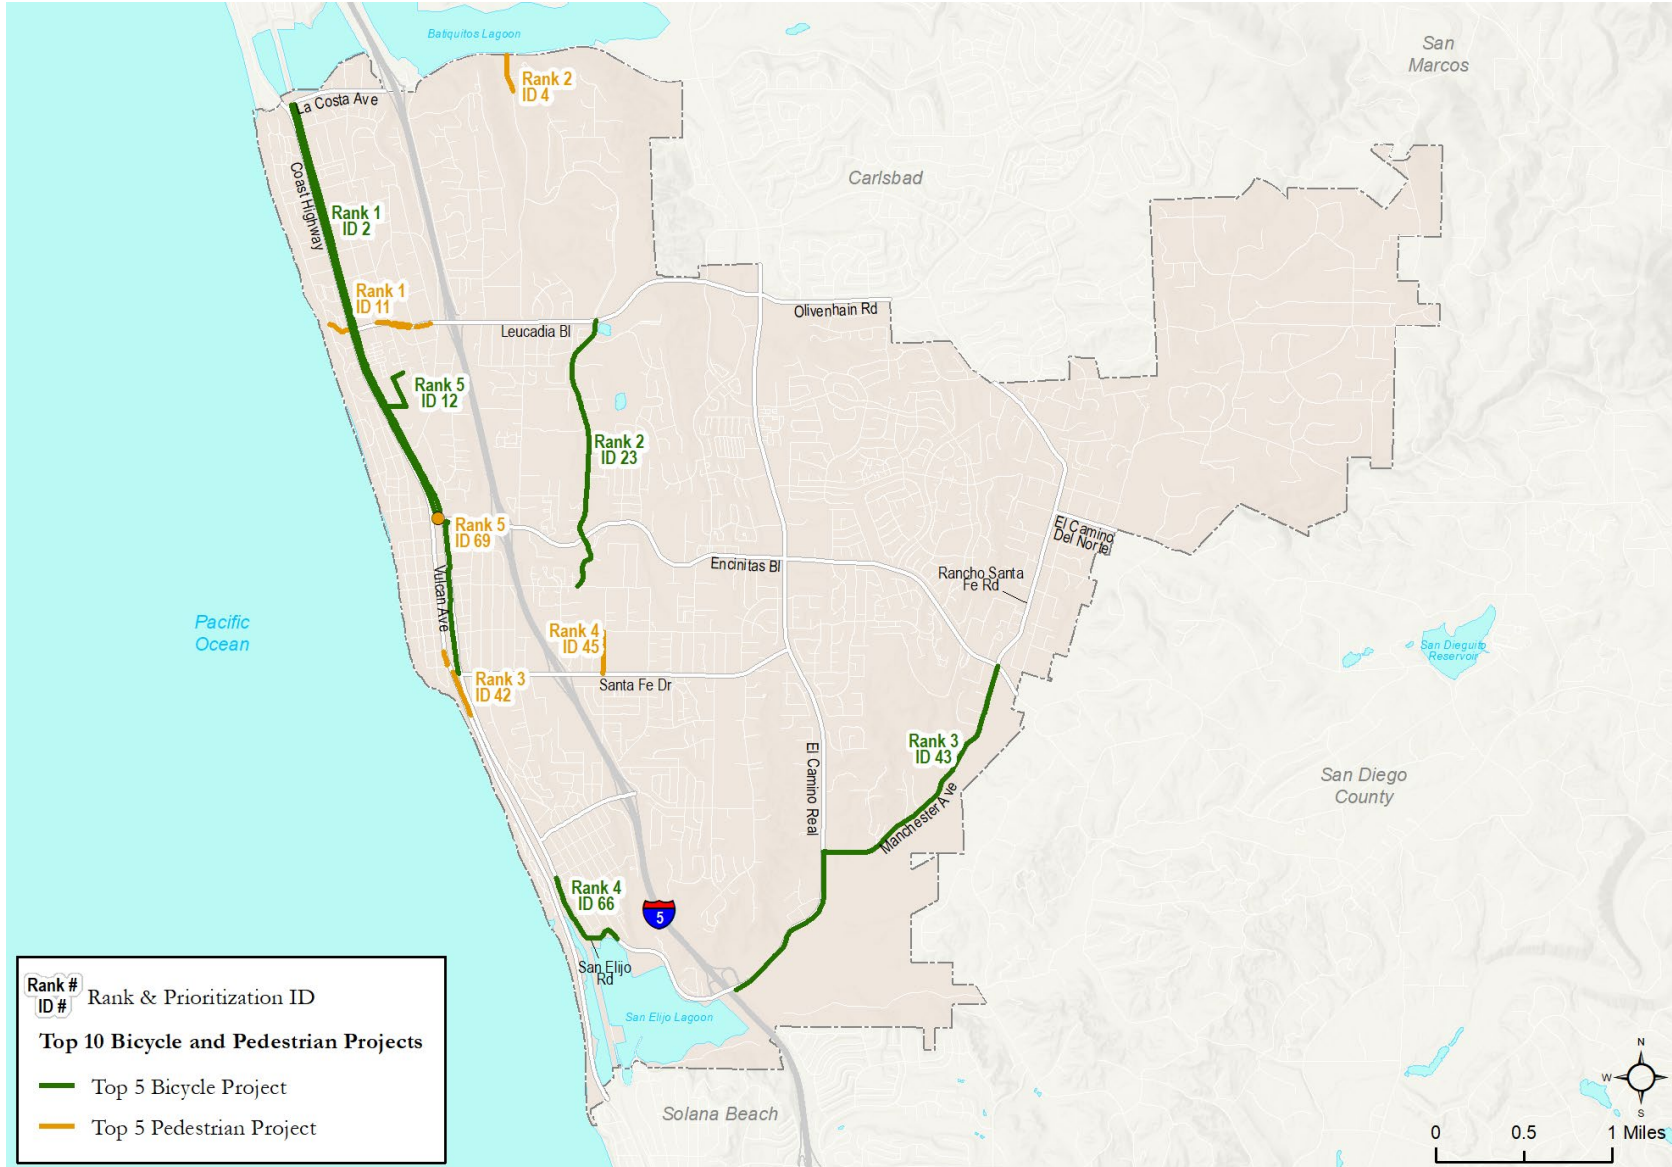 Batiquitos Lagoon
San
Marcos
Rank 2
ID 4
La Costa Ave
Carlsbad
Coast Highway
Rank 1
ID 2
Rank 1
ID 11
Olivenhain Rd
Leucadia Bl
Rank 5
ID 12
Rank 2
ID 23
Rank 5
ID 69
El Camino
Del Norte
Encinitas Bl
Rancho Santa
Fe Rd
Vulcan Ave
Pacific
Ocean
Rank 4
ID 45
San Dieguito
Reservoir
Rank 3
ID 42
Santa Fe Dr
Rank 3
ID 43
El Camino Real
San Diego
County
Manchester Ave
Rank 4
ID 66
5
San Elijo
Rd
San Elijo Lagoon
Solana Beach
Rank #
ID #
Rank & Prioritization ID
Top 10 Bicycle and Pedestrian Projects
Top 5 Bicycle Project
Top 5 Pedestrian Project
N
W
S
0 0.5 1 Miles